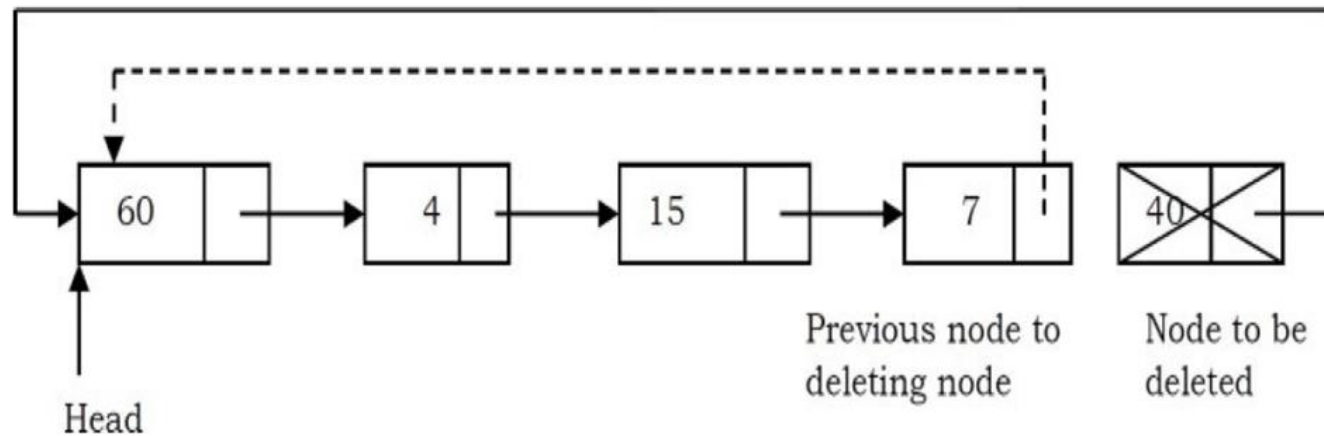 60 4 15 7 40
Previous node to
deleting node
Node to be
deleted
Head